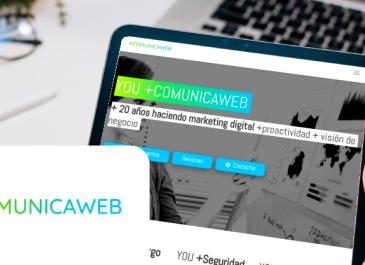 +COMUNICAWEB
YOU +COMUNICAWEB
+ 20 años haciendo marketing digital +proactividad + visión de
negocio
Servicios
Contactar
MUNICAWEB
YOU +Seguridad